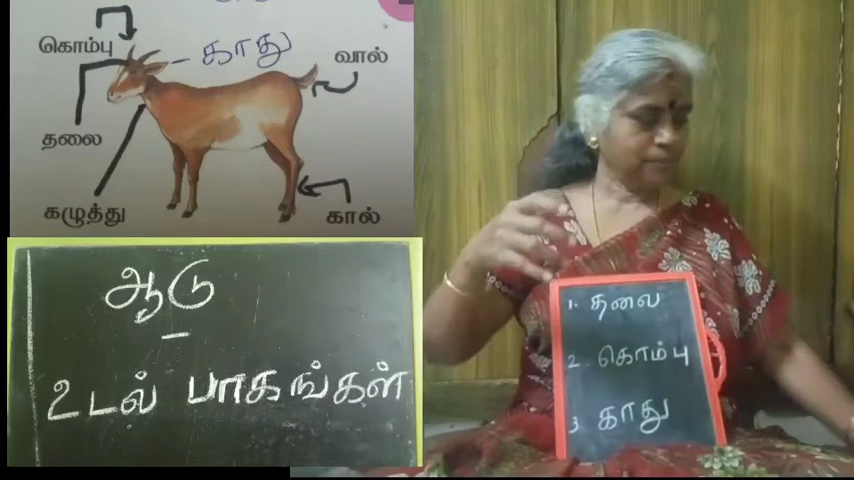 கொம்பு
காது
வால்
தலை
கழுத்து
கால்
ஆடு
உடல் பாகங்கள்
1. தலை
2. கொம்பு
3. காது